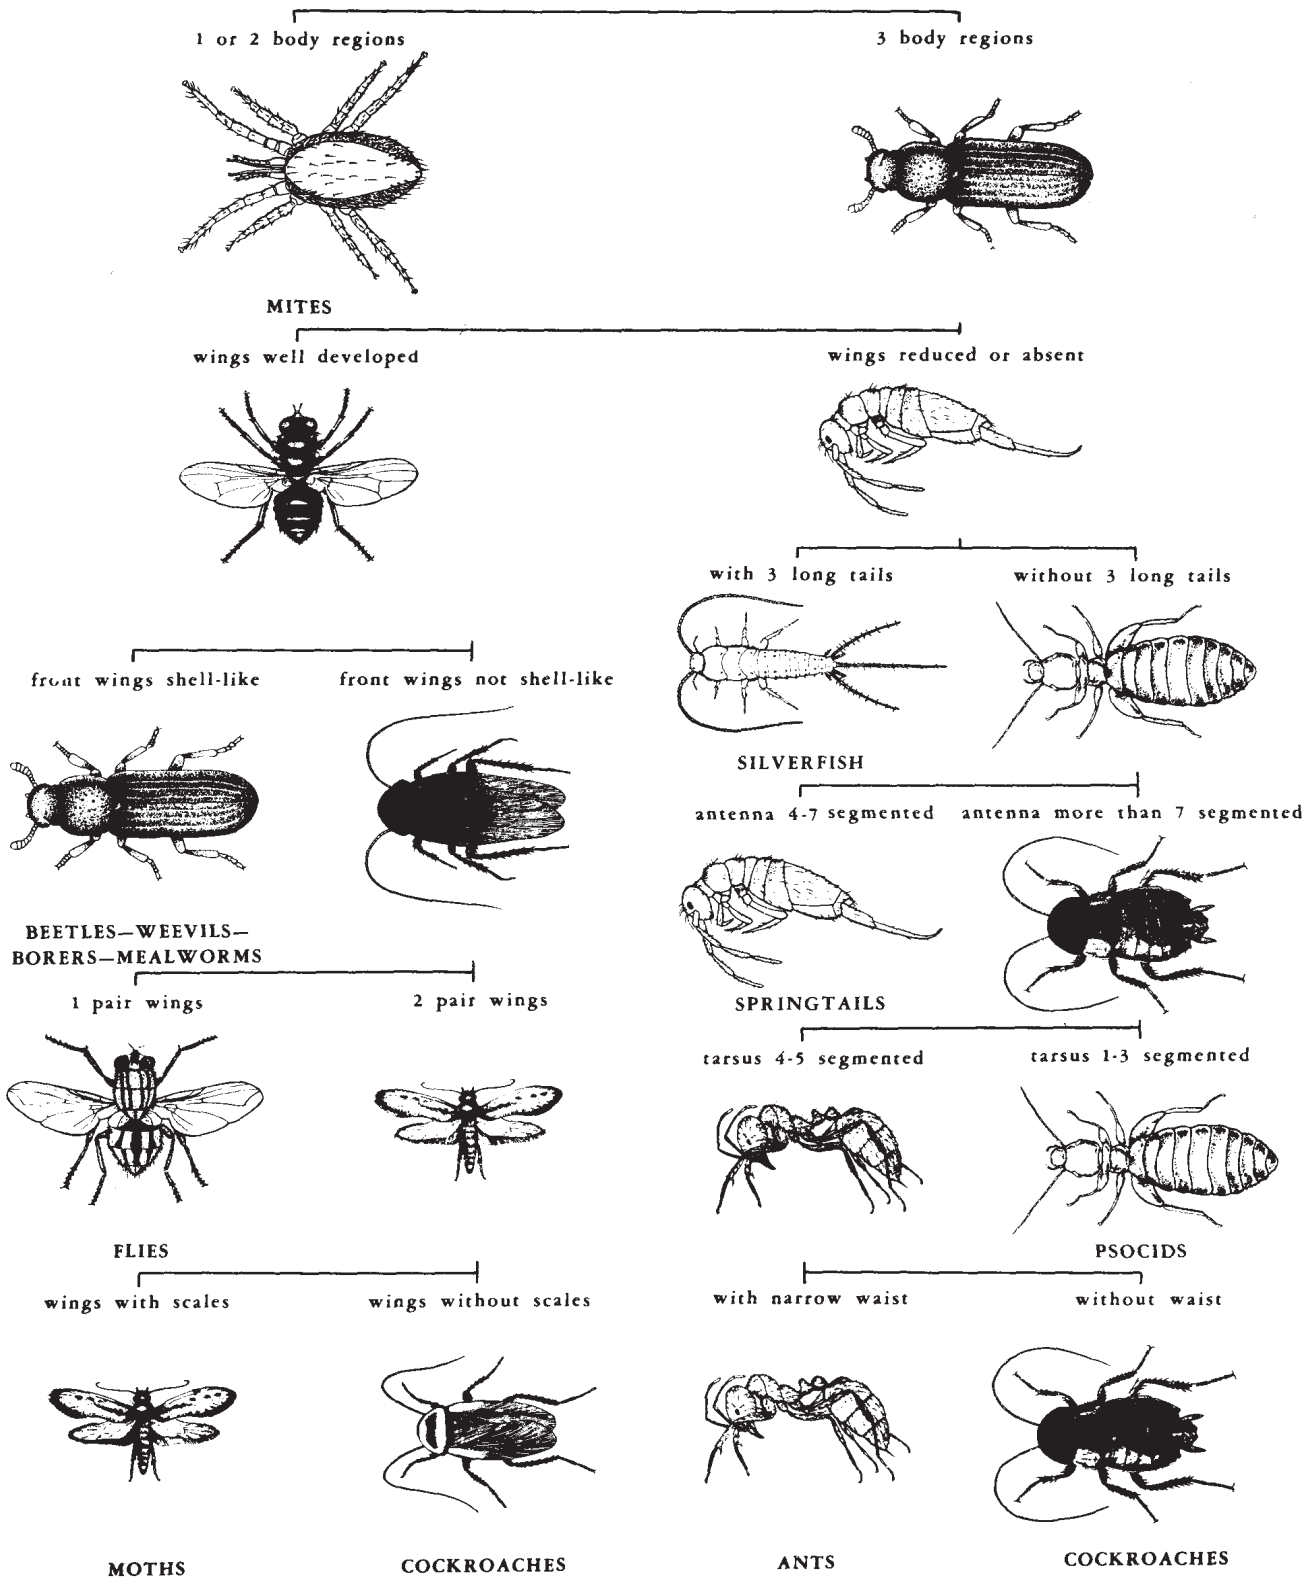 1 or 2 body regions
3 body regions
MITES
wings well developed
wings reduced or absent
with 3 long tails
without 3 long tails
front wings shell-like
front wings not shell-like
SILVERFISH
antenna 4-7 segmented
antenna more than 7 segmented
BEETLES—WEEVILS—
BORERS—MEALWORMS
1 pair wings
2 pair wings
SPRINGTAILS
tarsus 4-5 segmented
tarsus 1-3 segmented
FLIES
PSOCIDS
wings with scales
wings without scales
with narrow waist
without waist
MOTHS
COCKROACHES
ANTS
COCKROACHES